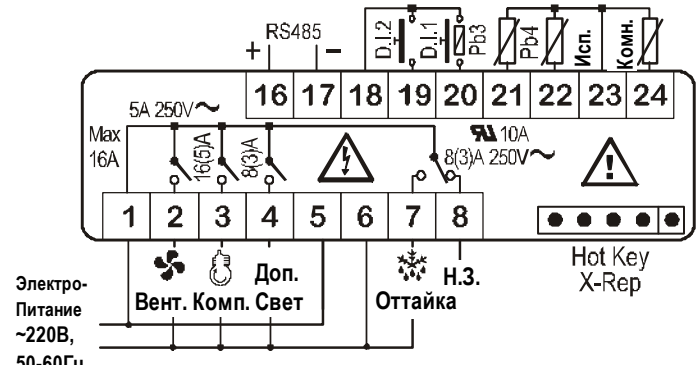 + RS485 −
D.I.2 D.I.1 Pb3 Pb4 Исп. Комн.
16 17 18 19 20 21 22 23 24
5A 250V~
Max
16A
16(5)A
8(3)A
10A
8(3)A 250V~
1 2 3 4 5 6 7 8
Hot Key
X-Rep
Вент. Комп. Доп.
Свет
Оттайка
Н.З.
Электро-
Питание
~220В,
50-60Гц